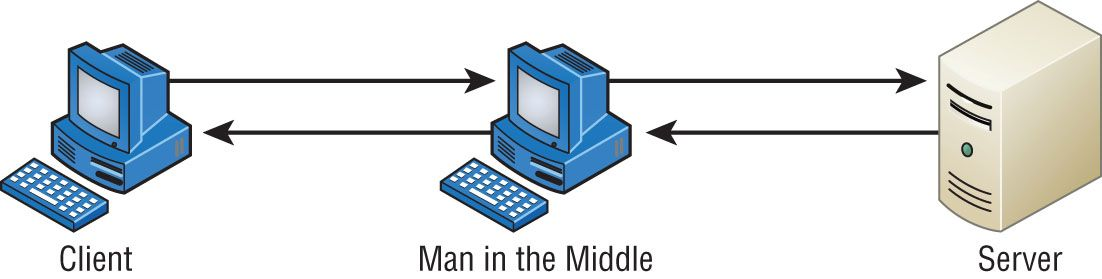 Client
Man in the Middle
Server